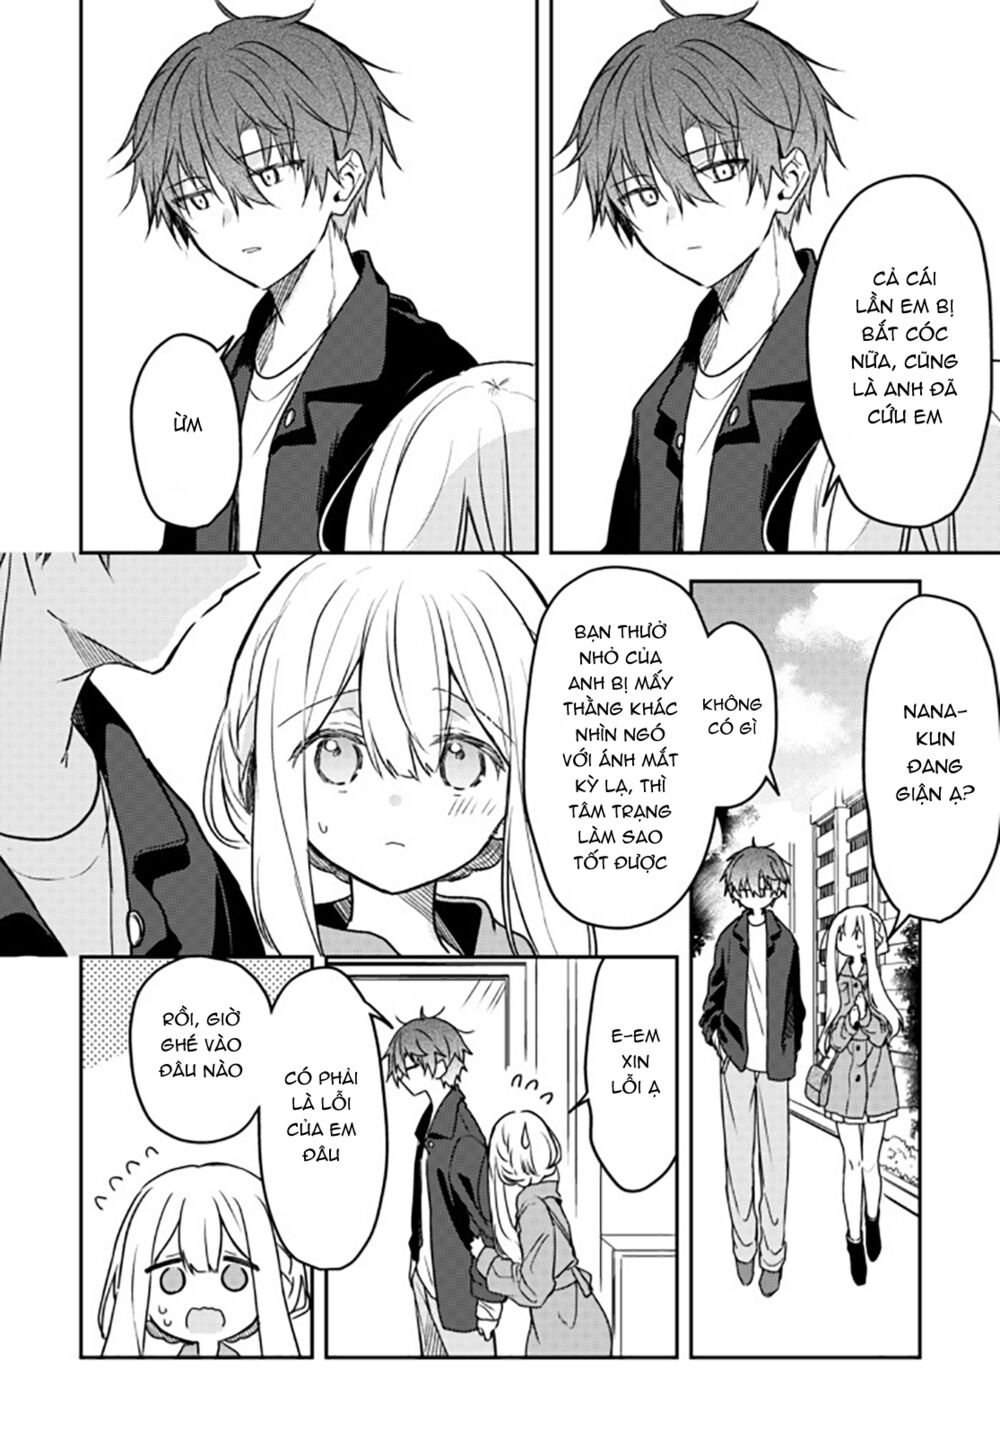 CẢ CÁI
LẦN EM BỊ
BẮT CÓC
NỮA, CŨNG
LÀ ANH ĐÃ
CỨU EM
ỪM
NANA-
KUN
ĐANG
GIẬN Ạ?
KHÔNG
CÓ GÌ
BẠN THUỞ
NHỎ CỦA
ANH BỊ MẤY
THẰNG KHÁC
NHÌN NGÓ
VỚI ÁNH MẮT
KỲ LẠ, THÌ
TÂM TRẠNG
LÀM SAO
TỐT ĐƯỢC
E-EM
XIN
LỖI Ạ
CÓ PHẢI
LÀ LỖI
CỦA EM
ĐÂU
RỒI, GIỜ
GHÉ VÀO
ĐÂU NÀO